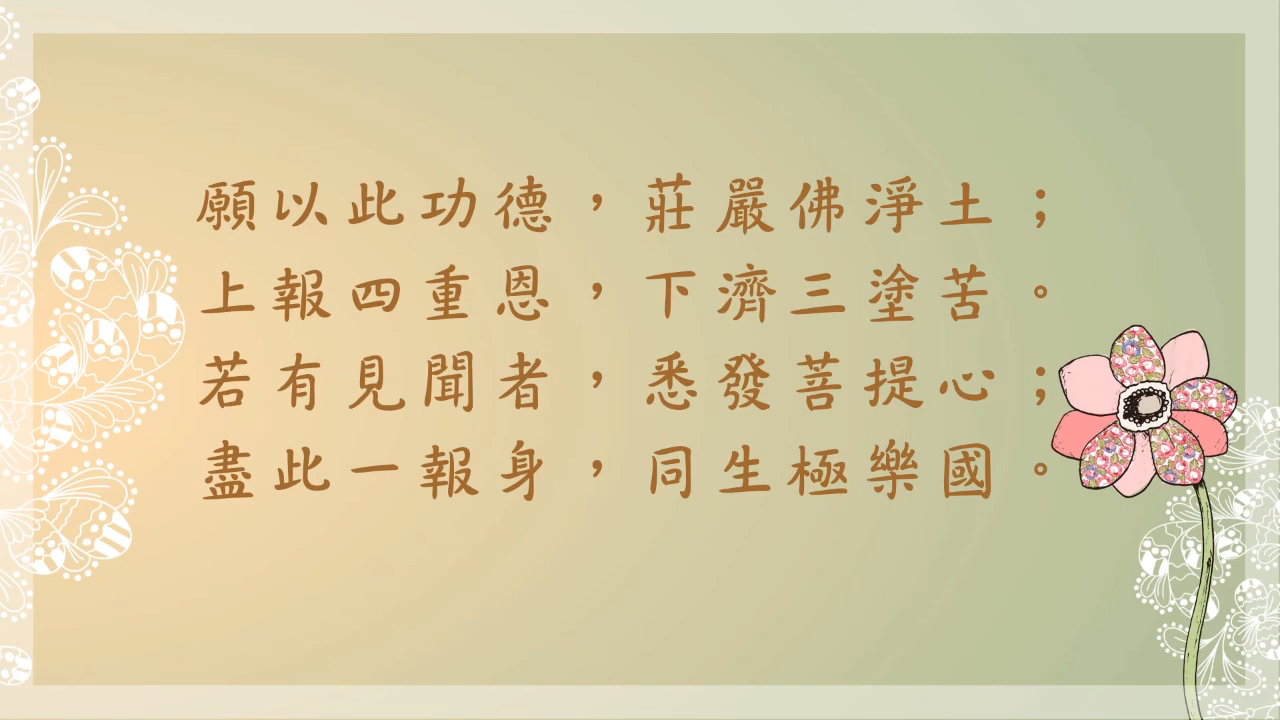 願以此功德，莊嚴佛淨土；
上報四重恩，下濟三塗苦。
若有見聞者，悉發菩提心；
盡此一報身，同生極樂國。